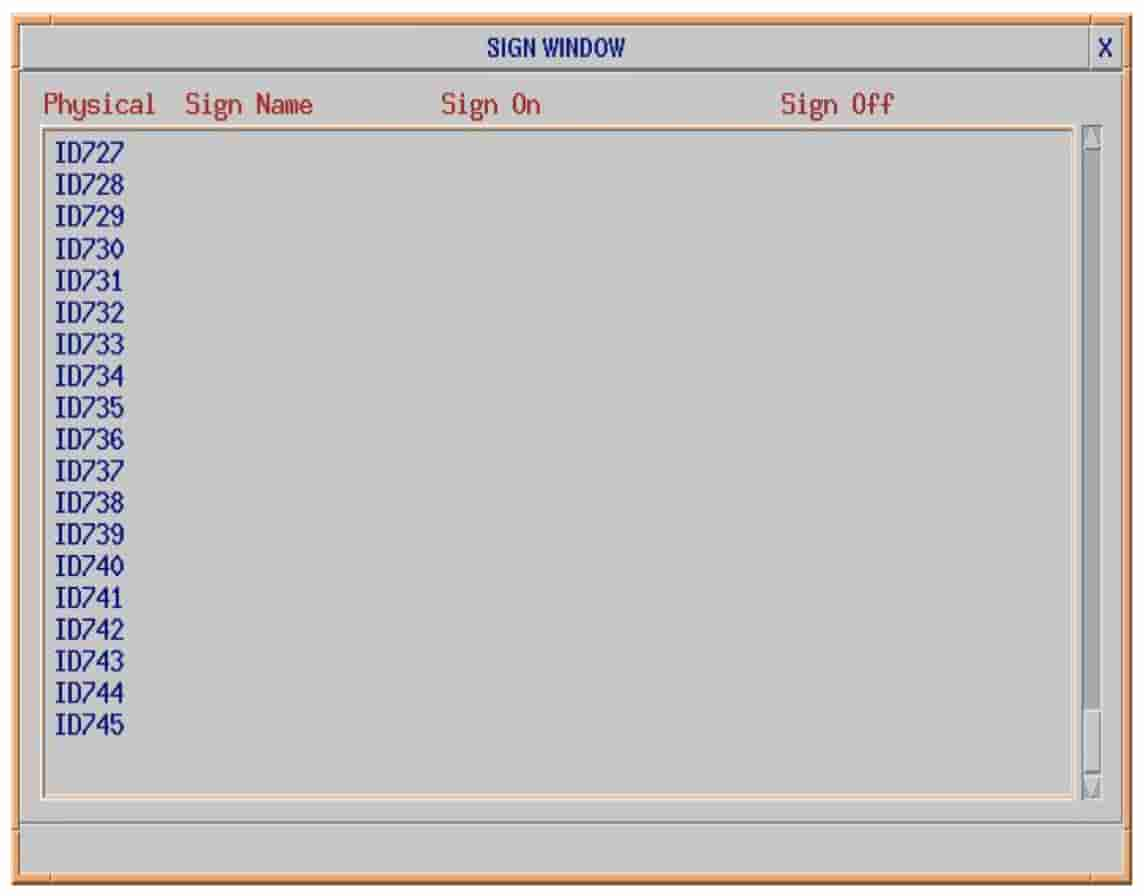 SIGN WINDOW X
Physical Sign Name Sign On Sign Off
ID727
ID728
ID729
ID730
ID731
ID732
ID733
ID734
ID735
ID736
ID737
ID738
ID739
ID740
ID741
ID742
ID743
ID744
ID745